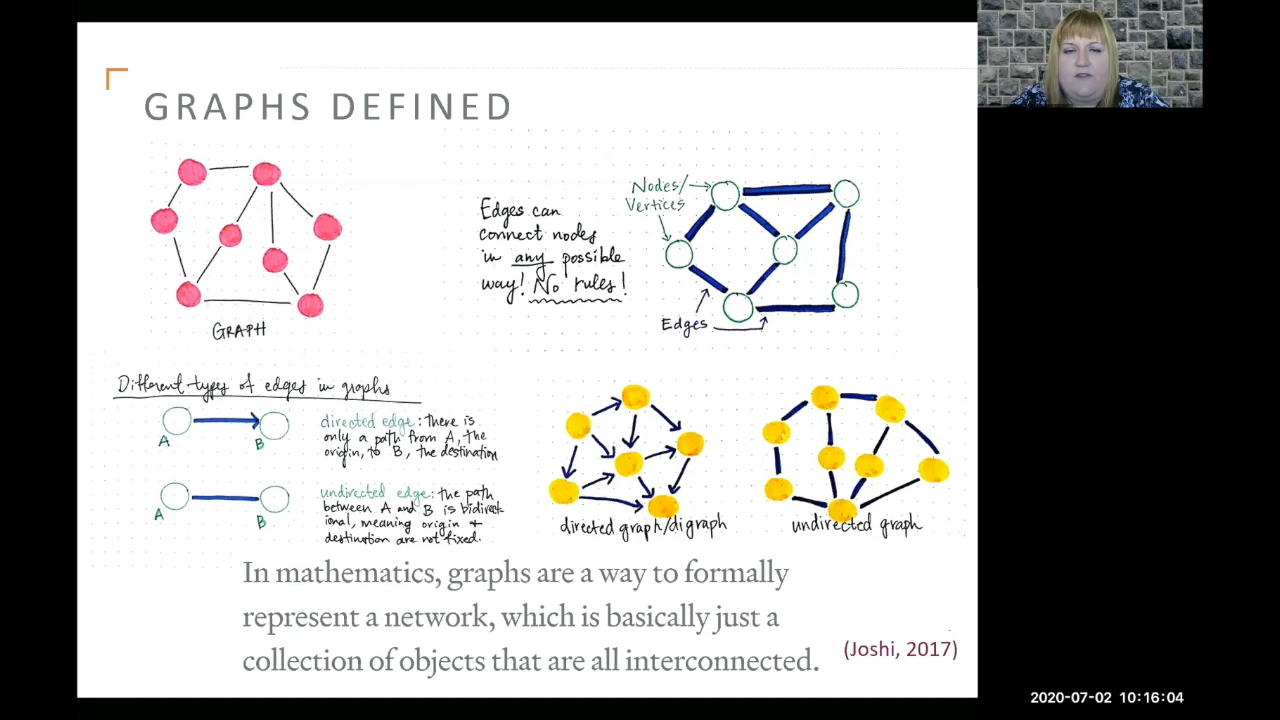 GRAPHS DEFINED
GRAPH
Edges can
connect nodes
in any possible
way! No rules!
Nodes/
Vertices
Edges
Different types of edges in graphs
A
B
directed edge: there is
only a path from A, the
origin, to B, the destination
A
B
undirected edge: the path
between A and B is bidirect-
ional, meaning origin +
destination are not fixed.
directed graph/digraph
undirected graph
In mathematics, graphs are a way to formally
represent a network, which is basically just a
collection of objects that are all interconnected.
(Joshi, 2017)
2020-07-02 10:16:04